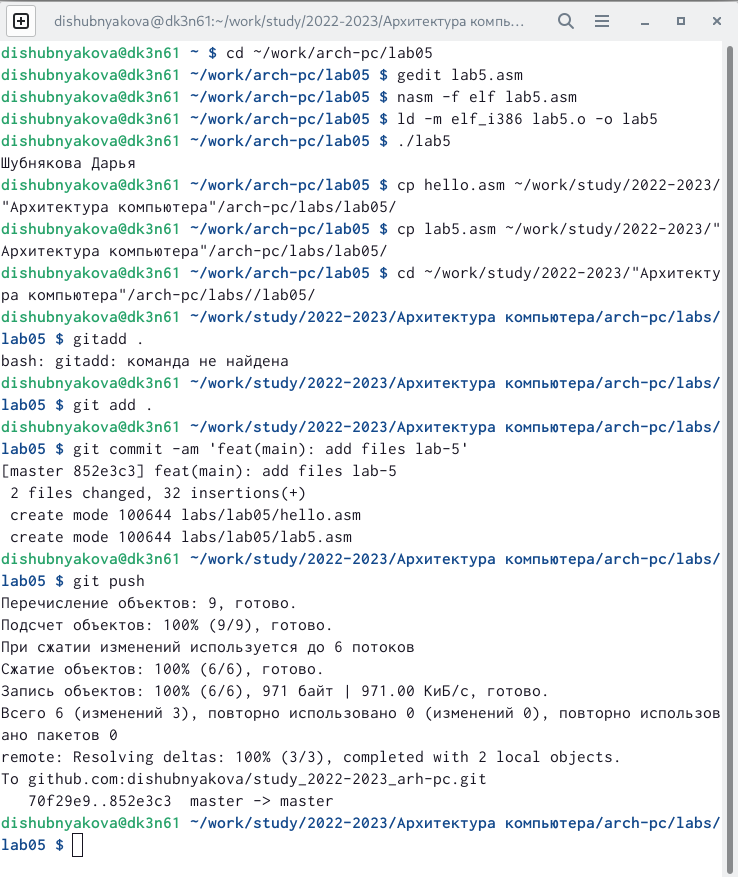 dishubnyakova@dk3n61:~/work/study/2022-2023/Архитектура компь…
dishubnyakova@dk3n61 ~ $ cd ~/work/arch-pc/lab05
dishubnyakova@dk3n61 ~/work/arch-pc/lab05 $ gedit lab5.asm
dishubnyakova@dk3n61 ~/work/arch-pc/lab05 $ nasm -f elf lab5.asm
dishubnyakova@dk3n61 ~/work/arch-pc/lab05 $ ld -m elf_i386 lab5.o -o lab5
dishubnyakova@dk3n61 ~/work/arch-pc/lab05 $ ./lab5
Шубнякова Дарья
dishubnyakova@dk3n61 ~/work/arch-pc/lab05 $ cp hello.asm ~/work/study/2022-2023/
"Архитектура компьютера"/arch-pc/labs/lab05/
dishubnyakova@dk3n61 ~/work/arch-pc/lab05 $ cp lab5.asm ~/work/study/2022-2023/"
Архитектура компьютера"/arch-pc/labs/lab05/
dishubnyakova@dk3n61 ~/work/arch-pc/lab05 $ cd ~/work/study/2022-2023/"Архитекту
ра компьютера"/arch-pc/labs//lab05/
dishubnyakova@dk3n61 ~/work/study/2022-2023/Архитектура компьютера/arch-pc/labs/
lab05 $ gitadd .
bash: gitadd: команда не найдена
dishubnyakova@dk3n61 ~/work/study/2022-2023/Архитектура компьютера/arch-pc/labs/
lab05 $ git add .
dishubnyakova@dk3n61 ~/work/study/2022-2023/Архитектура компьютера/arch-pc/labs/
lab05 $ git commit -am 'feat(main): add files lab-5'
[master 852e3c3] feat(main): add files lab-5
 2 files changed, 32 insertions(+)
 create mode 100644 labs/lab05/hello.asm
 create mode 100644 labs/lab05/lab5.asm
dishubnyakova@dk3n61 ~/work/study/2022-2023/Архитектура компьютера/arch-pc/labs/
lab05 $ git push
Перечисление объектов: 9, готово.
Подсчет объектов: 100% (9/9), готово.
При сжатии изменений используется до 6 потоков
Сжатие объектов: 100% (6/6), готово.
Запись объектов: 100% (6/6), 971 байт | 971.00 КиБ/с, готово.
Всего 6 (изменений 3), повторно использовано 0 (изменений 0), повторно использов
ано пакетов 0
remote: Resolving deltas: 100% (3/3), completed with 2 local objects.
To github.com:dishubnyakova/study_2022-2023_arh-pc.git
   70f29e9..852e3c3  master -> master
dishubnyakova@dk3n61 ~/work/study/2022-2023/Архитектура компьютера/arch-pc/labs/
lab05 $